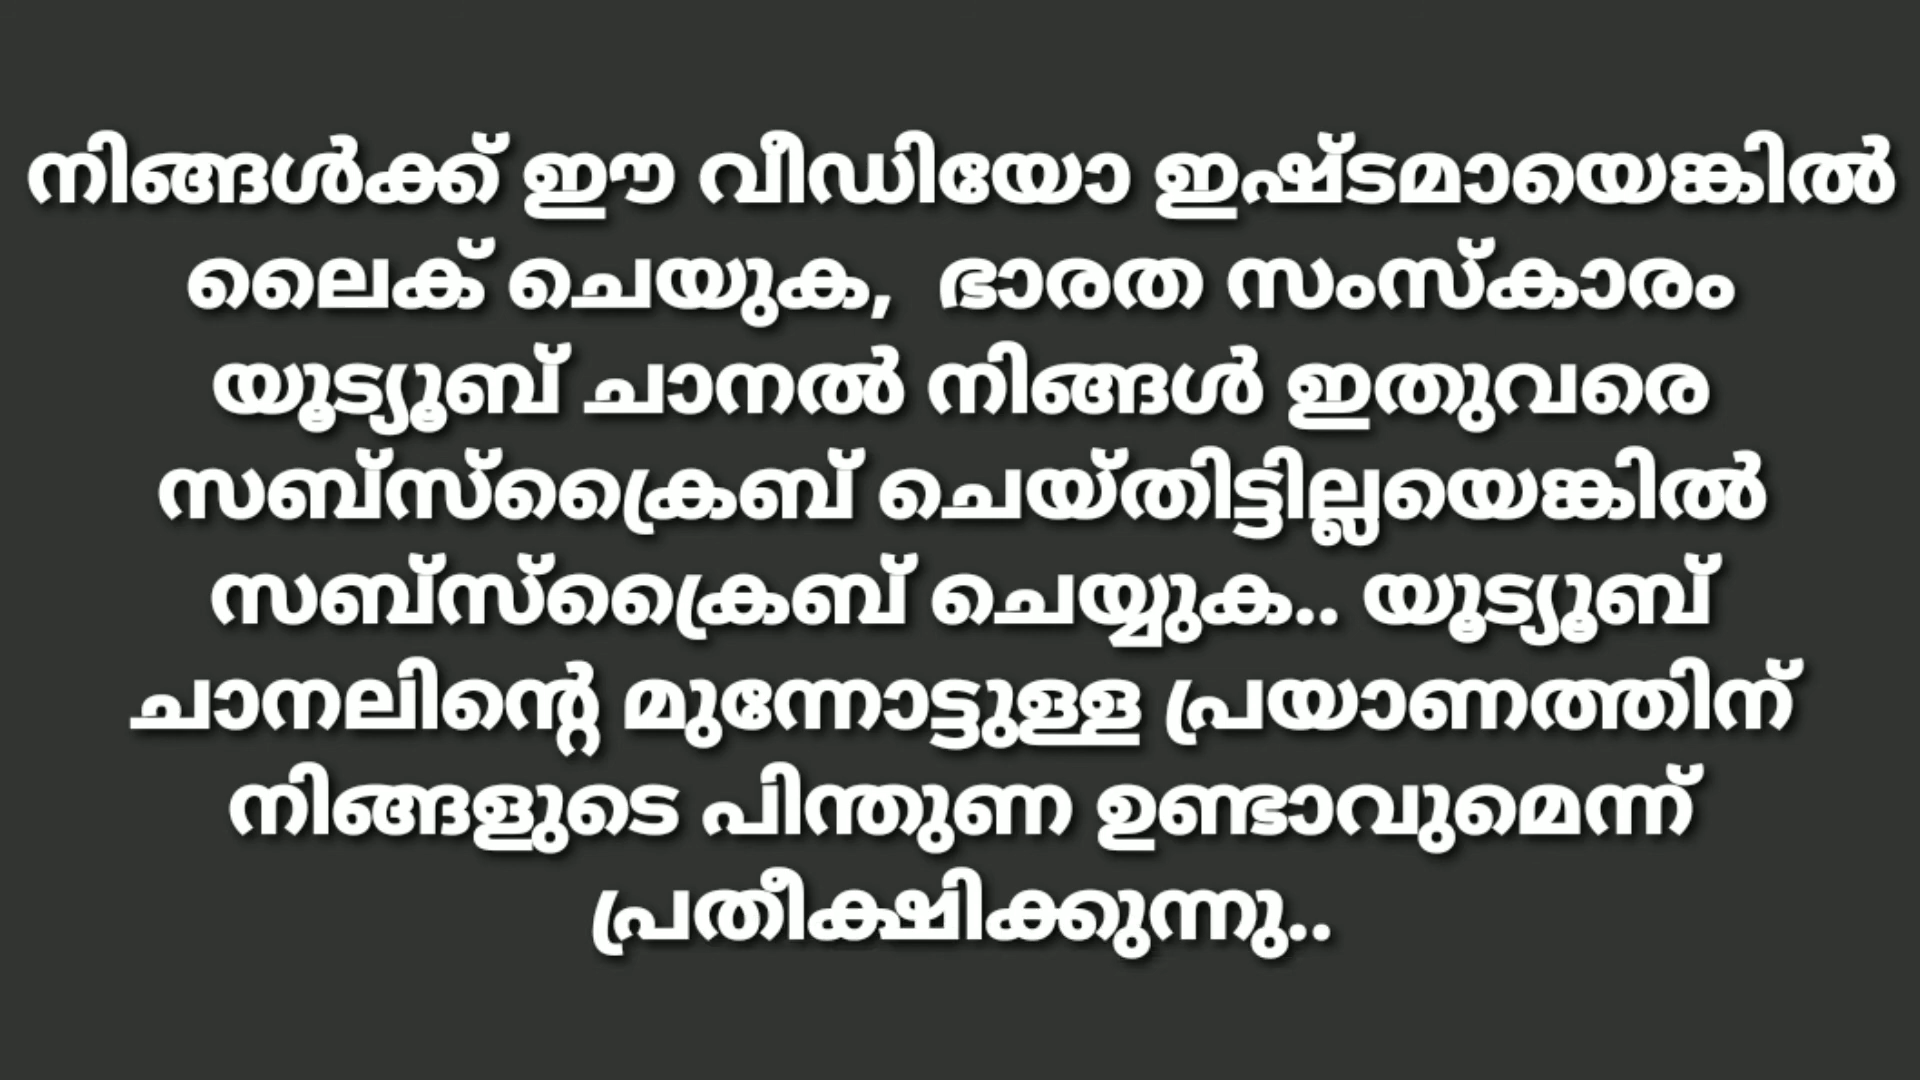 നിങ്ങൾക്ക് ഈ വീഡിയോ ഇഷ്ടമായെങ്കിൽ
ലൈക് ചെയുക,  ഭാരത സംസ്കാരം
യൂട്യൂബ് ചാനൽ നിങ്ങൾ ഇതുവരെ
സബ്സ്ക്രൈബ് ചെയ്തിട്ടില്ലയെങ്കിൽ
സബ്സ്ക്രൈബ് ചെയ്യുക.. യൂട്യൂബ്
ചാനലിന്റെ മുന്നോട്ടുള്ള പ്രയാണത്തിന്
നിങ്ങളുടെ പിന്തുണ ഉണ്ടാവുമെന്ന്
പ്രതീക്ഷിക്കുന്നു..